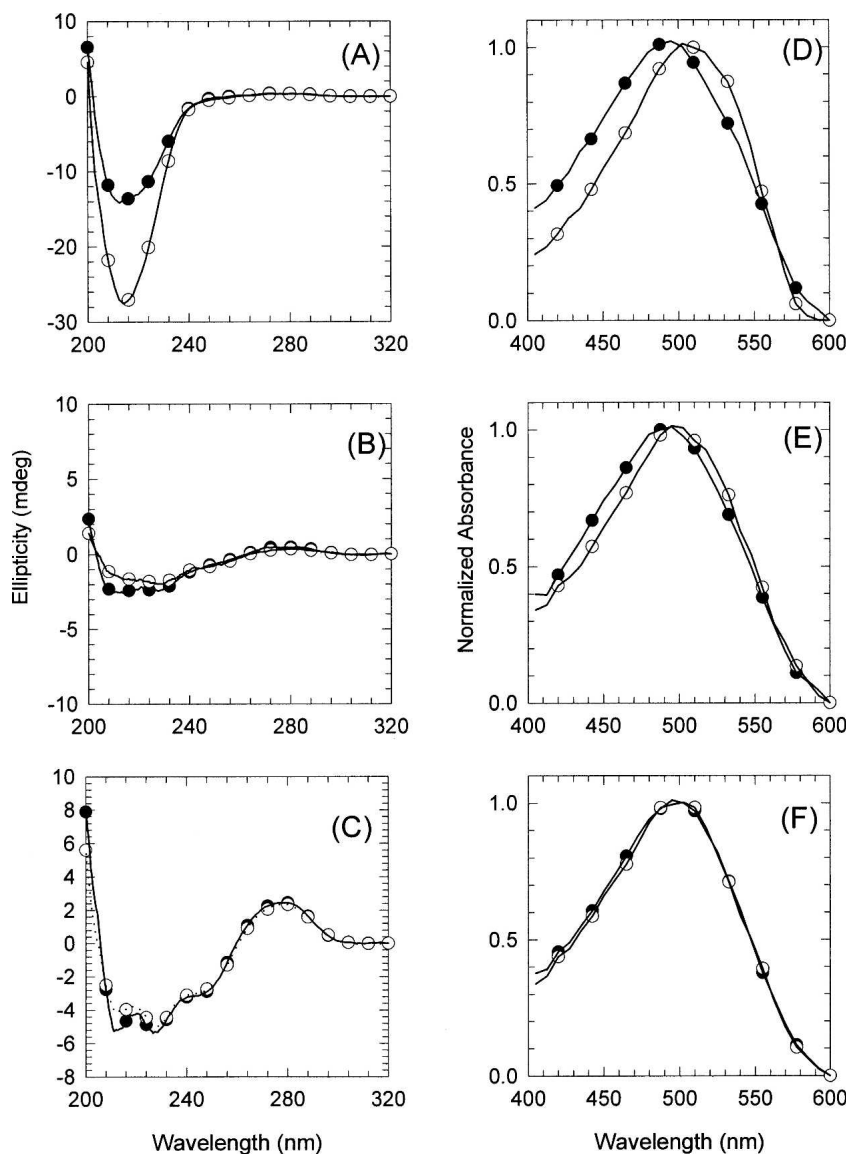 (A)
10
0
-10
-20
-30
200 240 280 320
(D)
1.0
0.5
0.0
400 450 500 550 600
(B)
10
5
0
-5
-10
200 240 280 320
Ellipticity (mdeg)
(E)
1.0
0.5
0.0
400 450 500 550 600
Normalized Absorbance
(C)
10
8
6
4
2
0
-2
-4
-6
-8
200 240 280 320
Wavelength (nm)
(F)
1.0
0.5
0.0
400 450 500 550 600
Wavelength (nm)